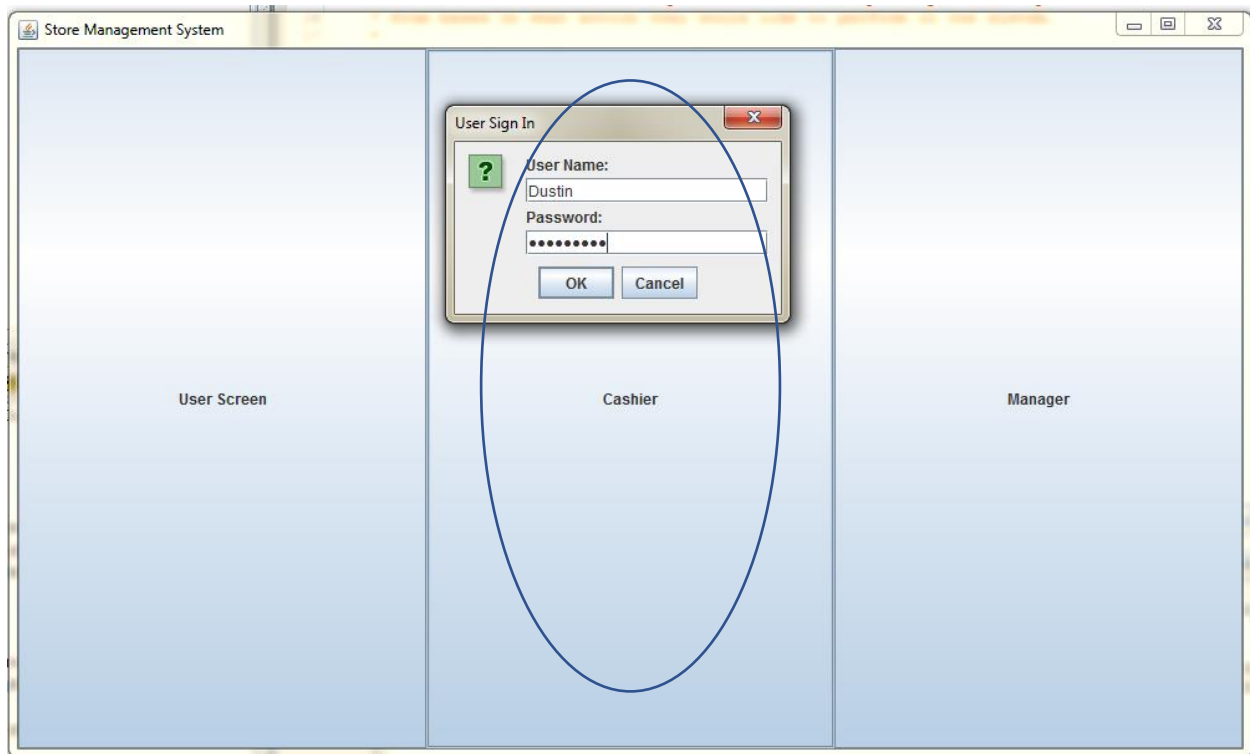 Store Management System
User Sign In
?
User Name:
Dustin
Password:
•••••••••
OK Cancel
User Screen Cashier Manager